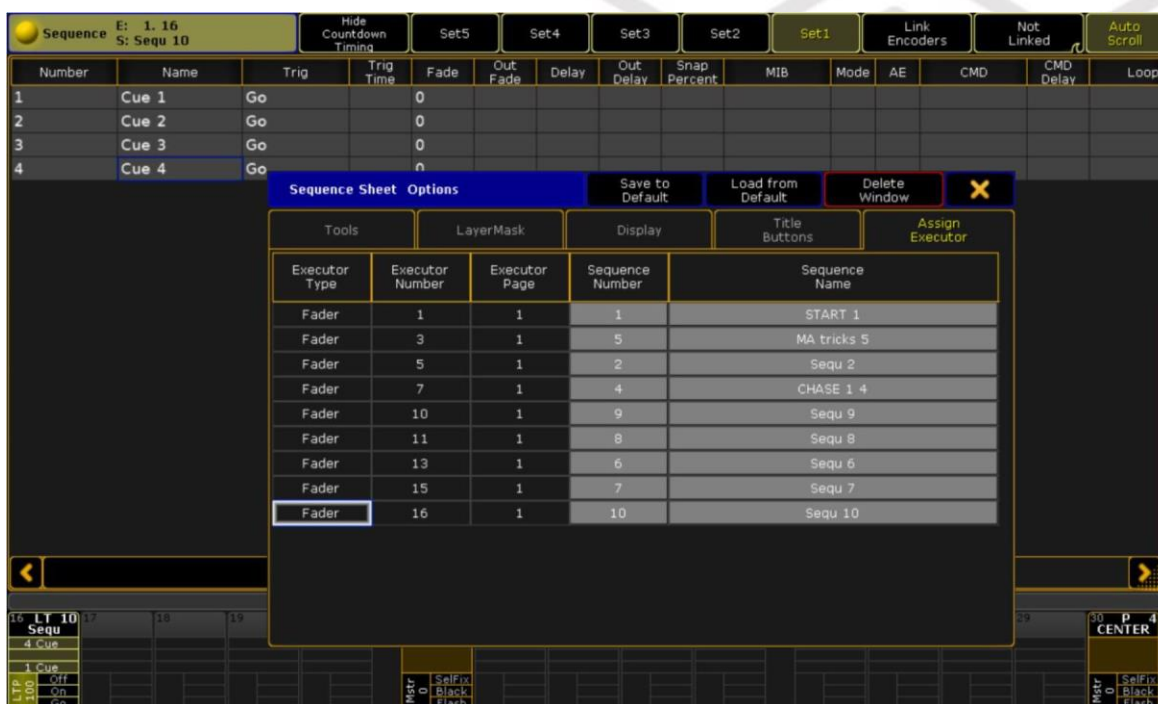 Sequence E: 1. 16
S: Sequ 10
Hide Countdown Timing
Set5
Set4
Set3
Set2
Set1
Link Encoders
Not Linked
Auto Scroll
Number Name Trig Trig Time Fade Out Fade Delay Out Delay Snap Percent MIB Mode AE CMD CMD Delay Loop
1 Cue 1 Go 0
2 Cue 2 Go 0
3 Cue 3 Go 0
4 Cue 4 Go 0
Sequence Sheet Options
Save to Default
Load from Default
Delete Window
Tools
LayerMask
Display
Title Buttons
Assign Executor
Executor Type Executor Number Executor Page Sequence Number Sequence Name
Fader 1 1 1 START 1
Fader 3 1 5 MA tricks 5
Fader 5 1 2 Sequ 2
Fader 7 1 4 CHASE 1 4
Fader 10 1 9 Sequ 9
Fader 11 1 8 Sequ 8
Fader 13 1 6 Sequ 6
Fader 15 1 7 Sequ 7
Fader 16 1 10 Sequ 10
16 LT 10 17 18 19 29 30 P 4
Sequ CENTER
4 Cue
1 Cue
LTP 100 Off On Go
Mstr 0 SelFix Black Flash
Mstr 0 SelFix Black Flash